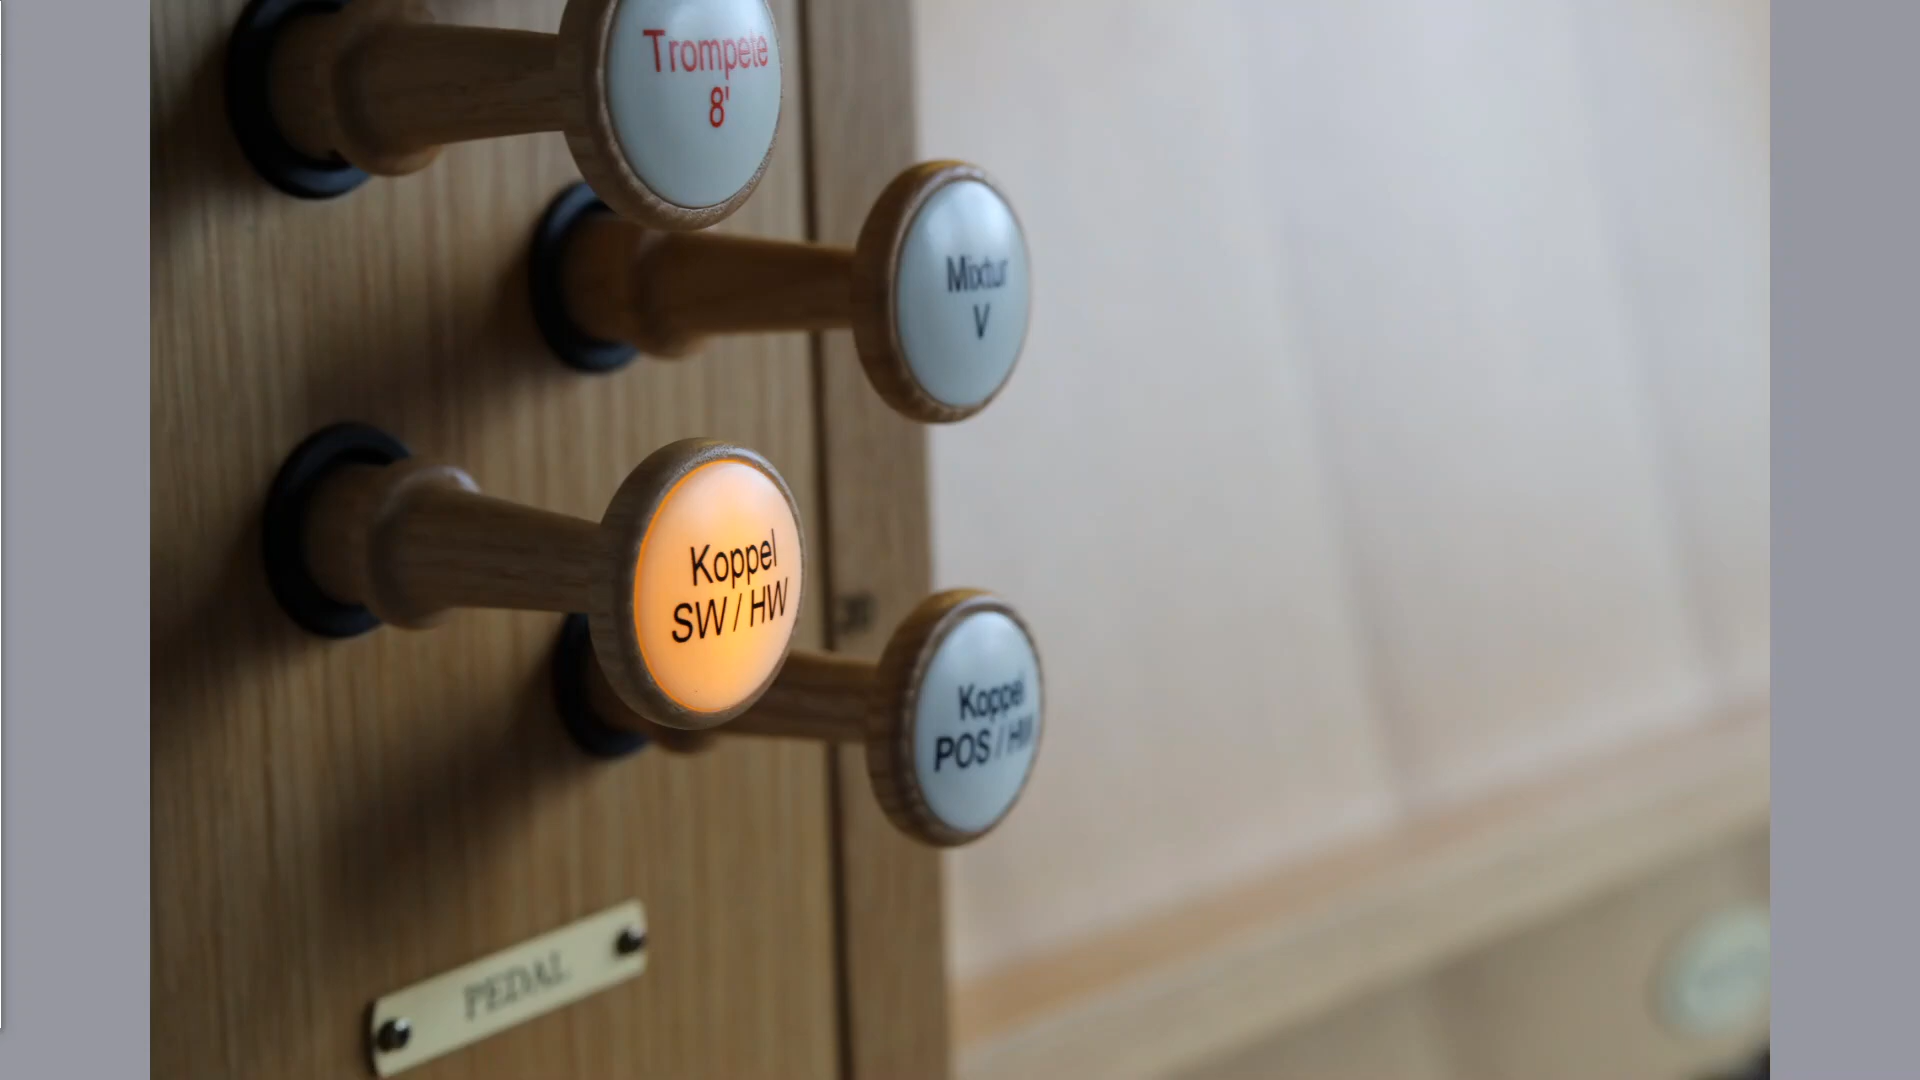 Trompete
8'
Mixtur
V
Koppel
SW / HW
Koppel
POS / HW
PEDAL